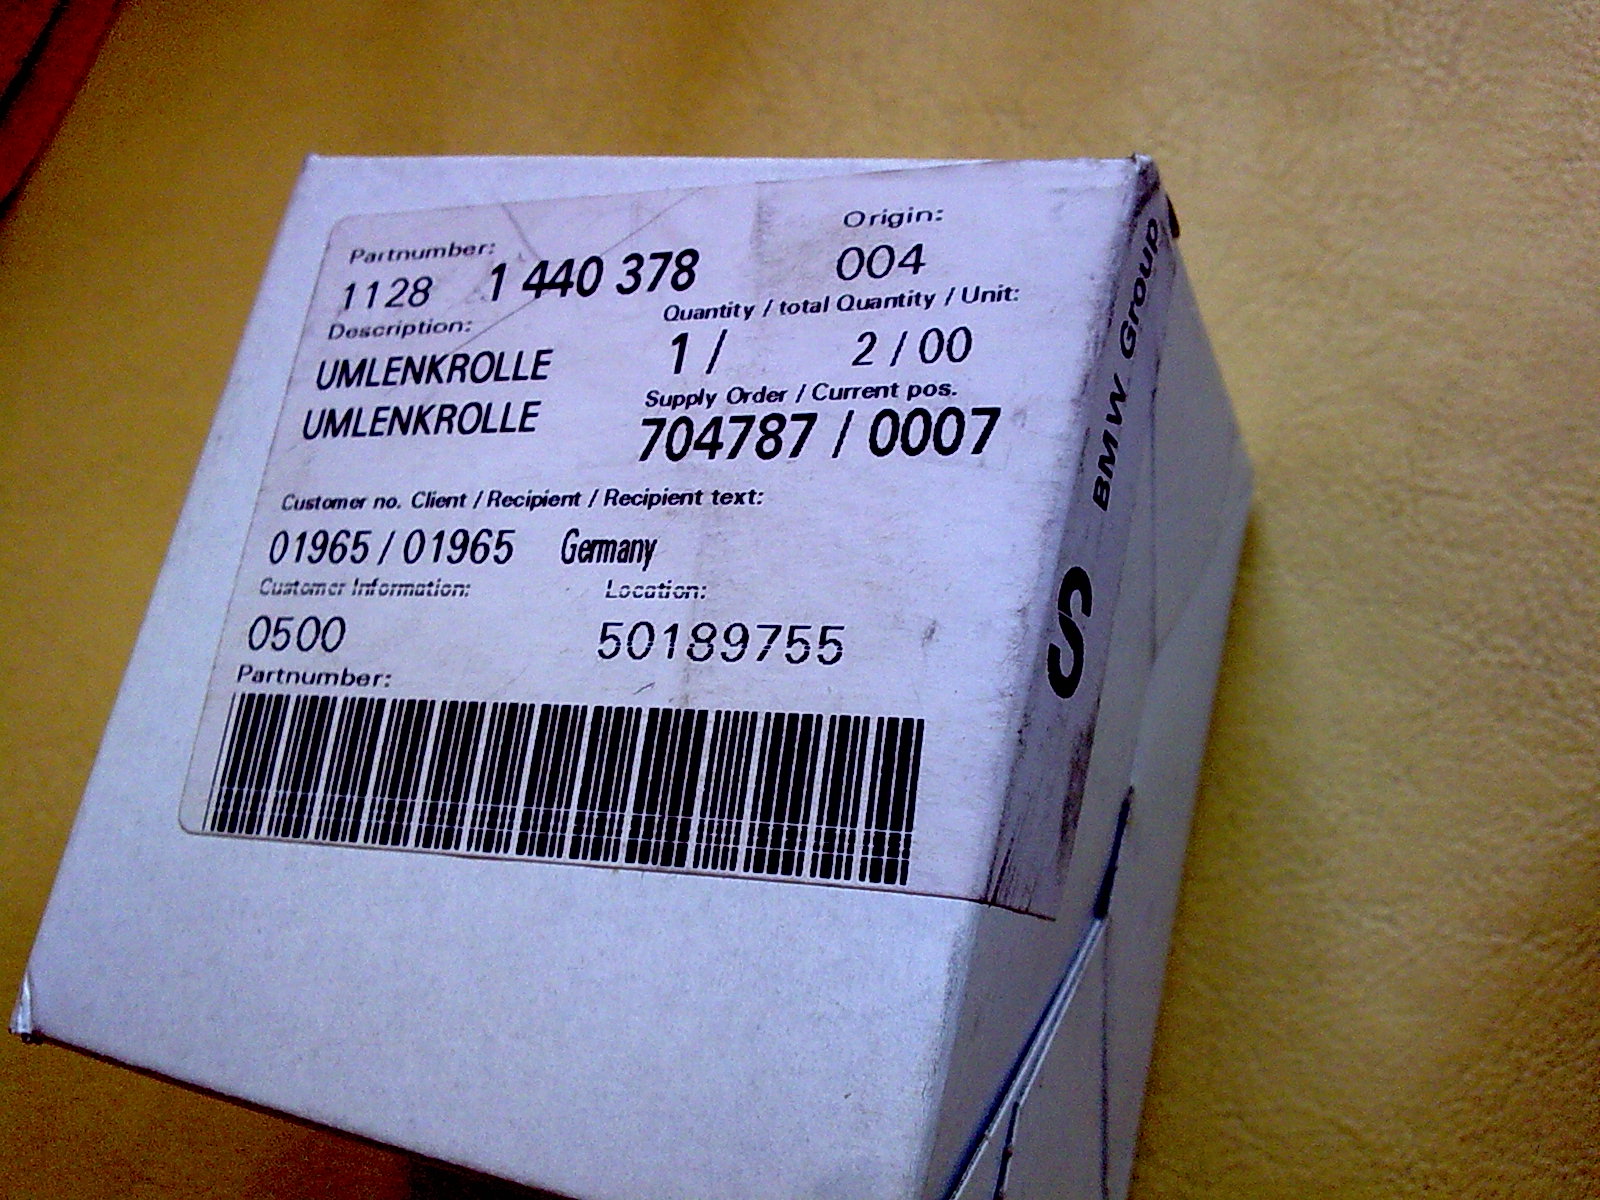 Partnumber:
1128 1 440 378
Origin:
004
Description:
UMLENKROLLE
UMLENKROLLE
Quantity / total Quantity / Unit:
1 / 2 / 00
Supply Order / Current pos.
704787 / 0007
Customer no. Client / Recipient / Recipient text:
01965 / 01965 Germany
Customer Information:
0500
Location:
50189755
Partnumber:
S BMW Group